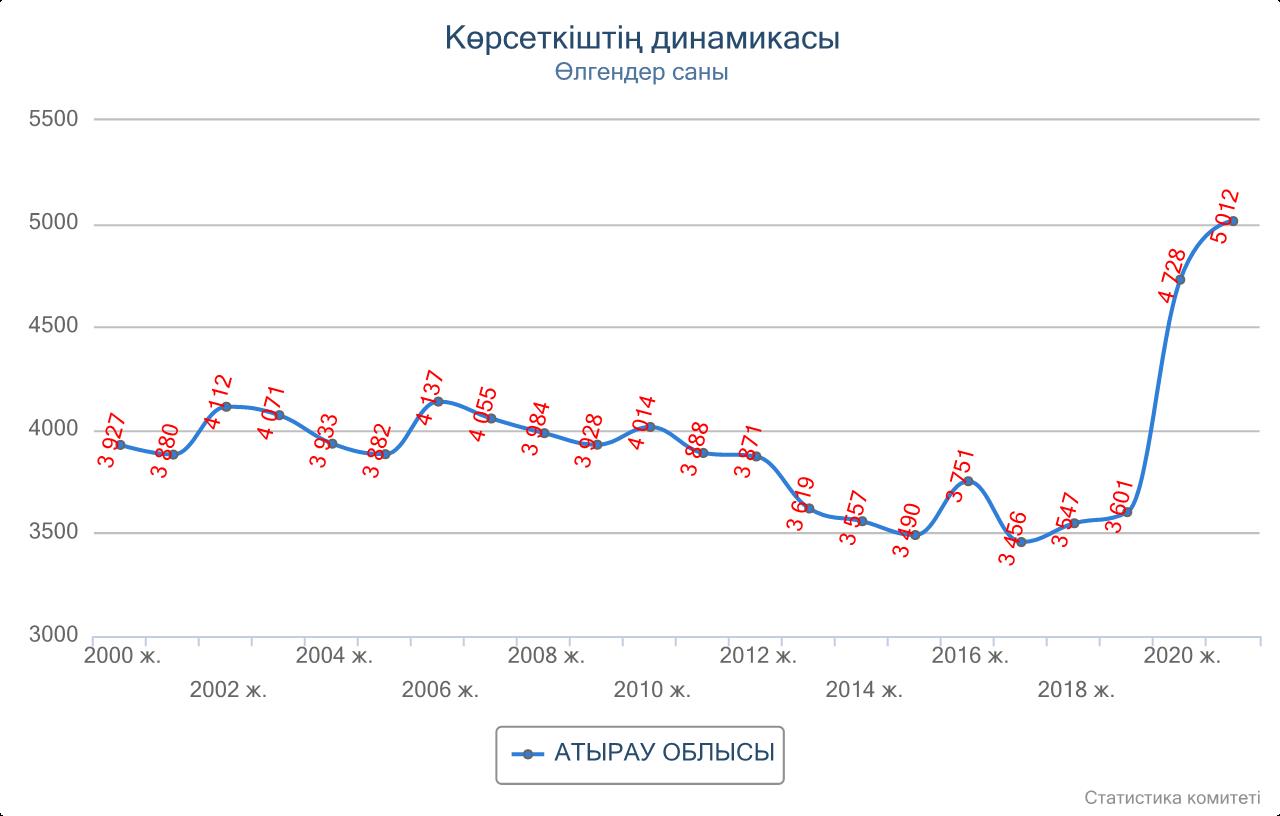 Көрсеткіштің динамикасы
Өлгендер саны
5500
5000
4500
4000
3500
3000
3 927
3 880
4 112
4 071
3 933
3 882
4 137
4 055
3 984
3 928
4 014
3 888
3 871
3 619
3 557
3 490
3 751
3 456
3 547
3 601
4 728
5 012
2000 ж.
2004 ж.
2008 ж.
2012 ж.
2016 ж.
2020 ж.
2002 ж.
2006 ж.
2010 ж.
2014 ж.
2018 ж.
АТЫРАУ ОБЛЫСЫ
Статистика комитеті